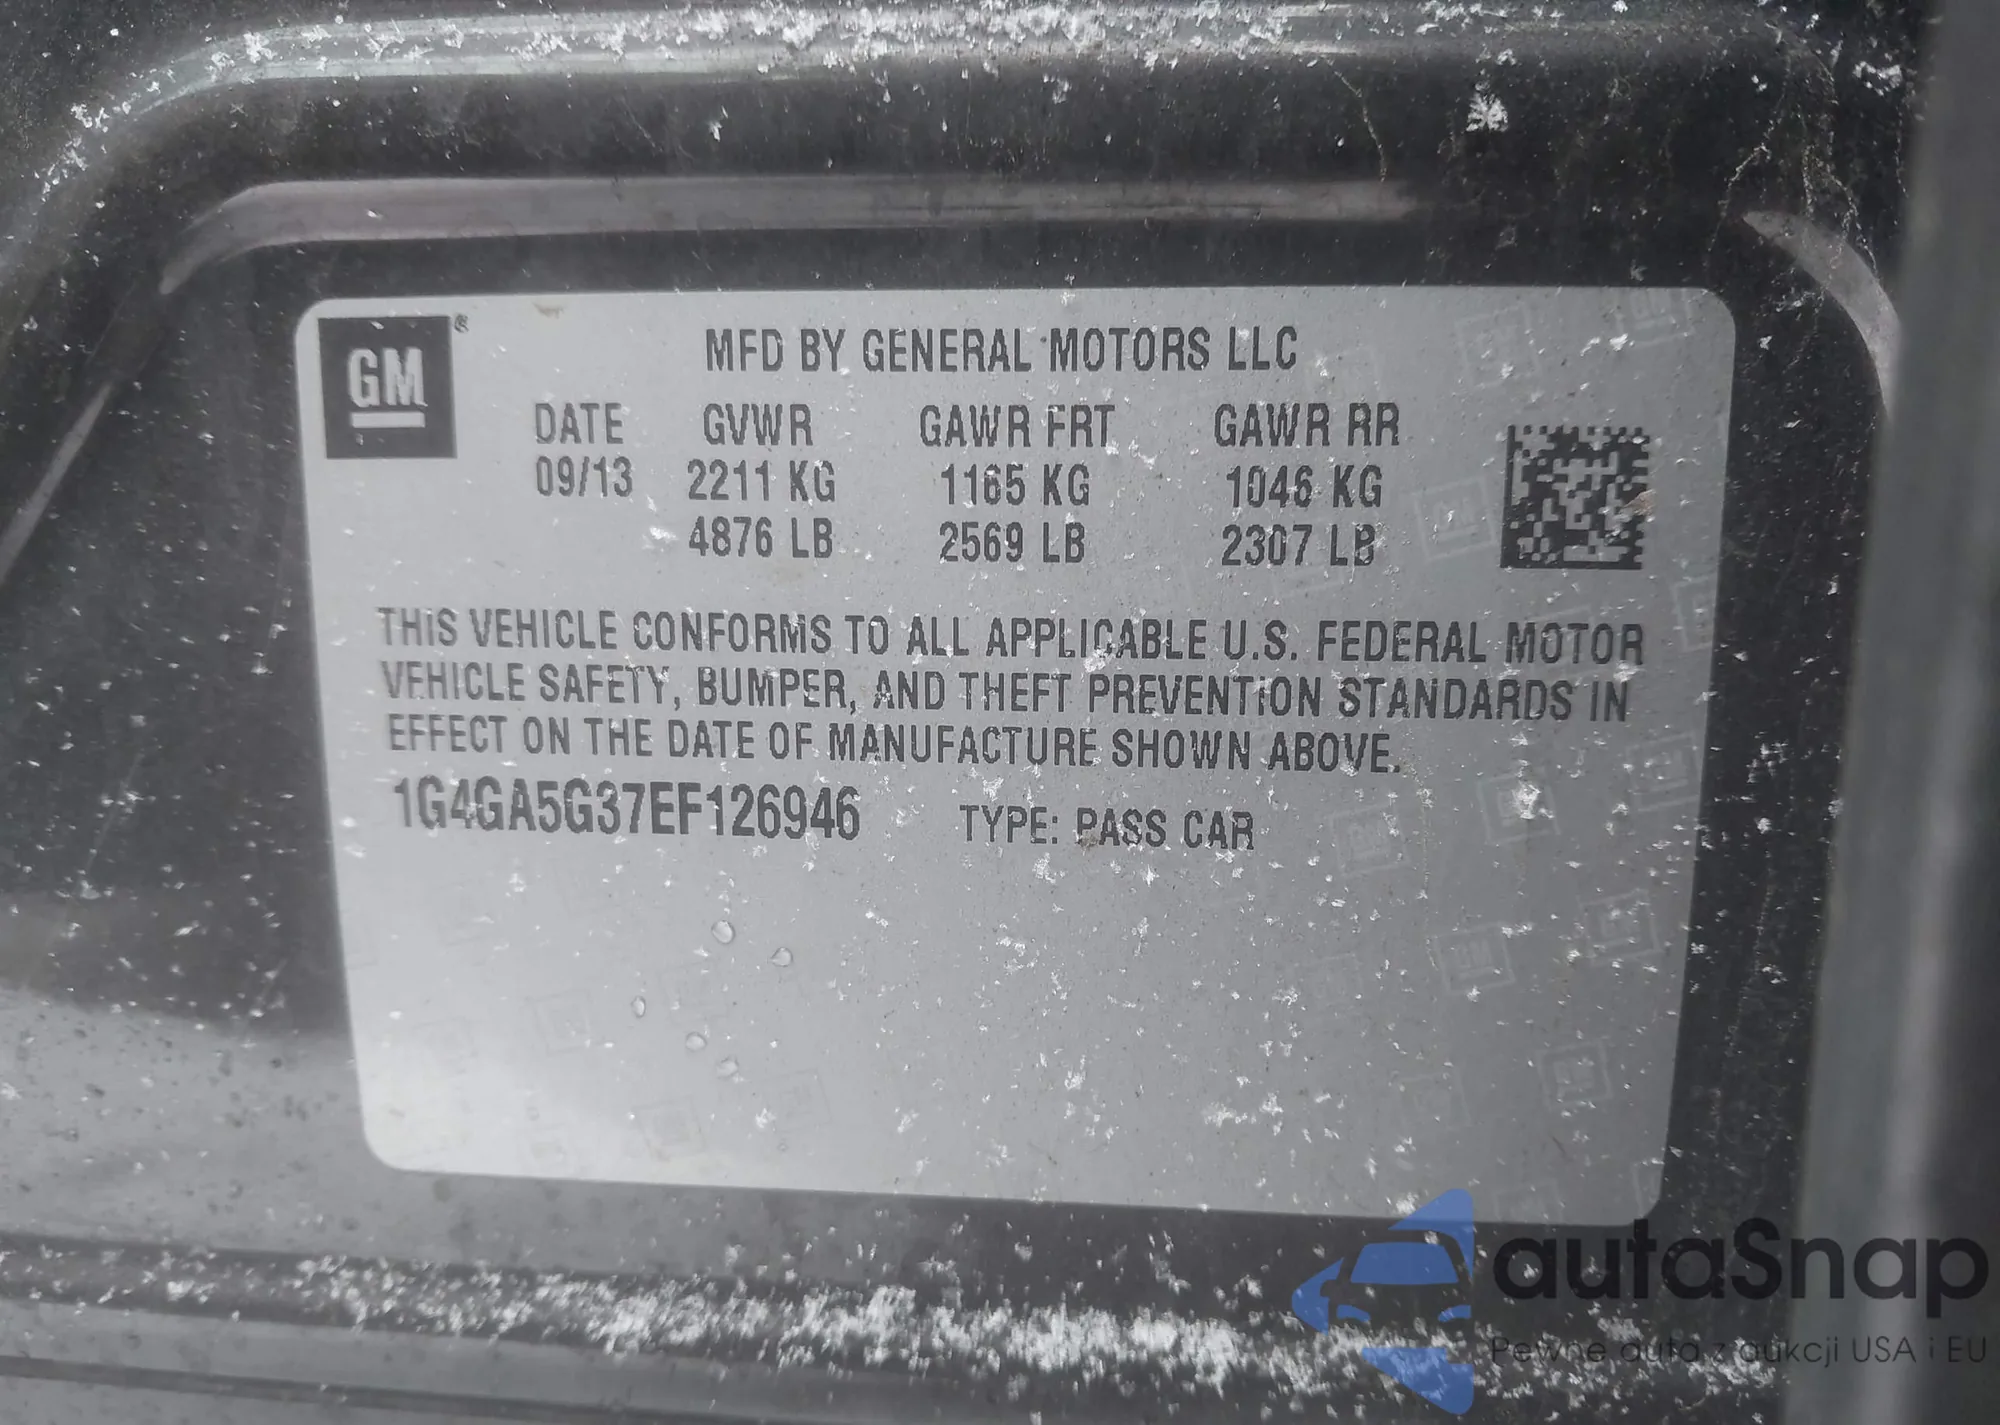 GM ®
MFD BY GENERAL MOTORS LLC
DATE GVWR GAWR FRT GAWR RR
09/13 2211 KG 1165 KG 1046 KG
4876 LB 2569 LB 2307 LB
THIS VEHICLE CONFORMS TO ALL APPLICABLE U.S. FEDERAL MOTOR
VEHICLE SAFETY, BUMPER, AND THEFT PREVENTION STANDARDS IN
EFFECT ON THE DATE OF MANUFACTURE SHOWN ABOVE.
1G4GA5G37EF126946 TYPE: PASS CAR
autaSnap
Pewne auta z aukcji USA i EU